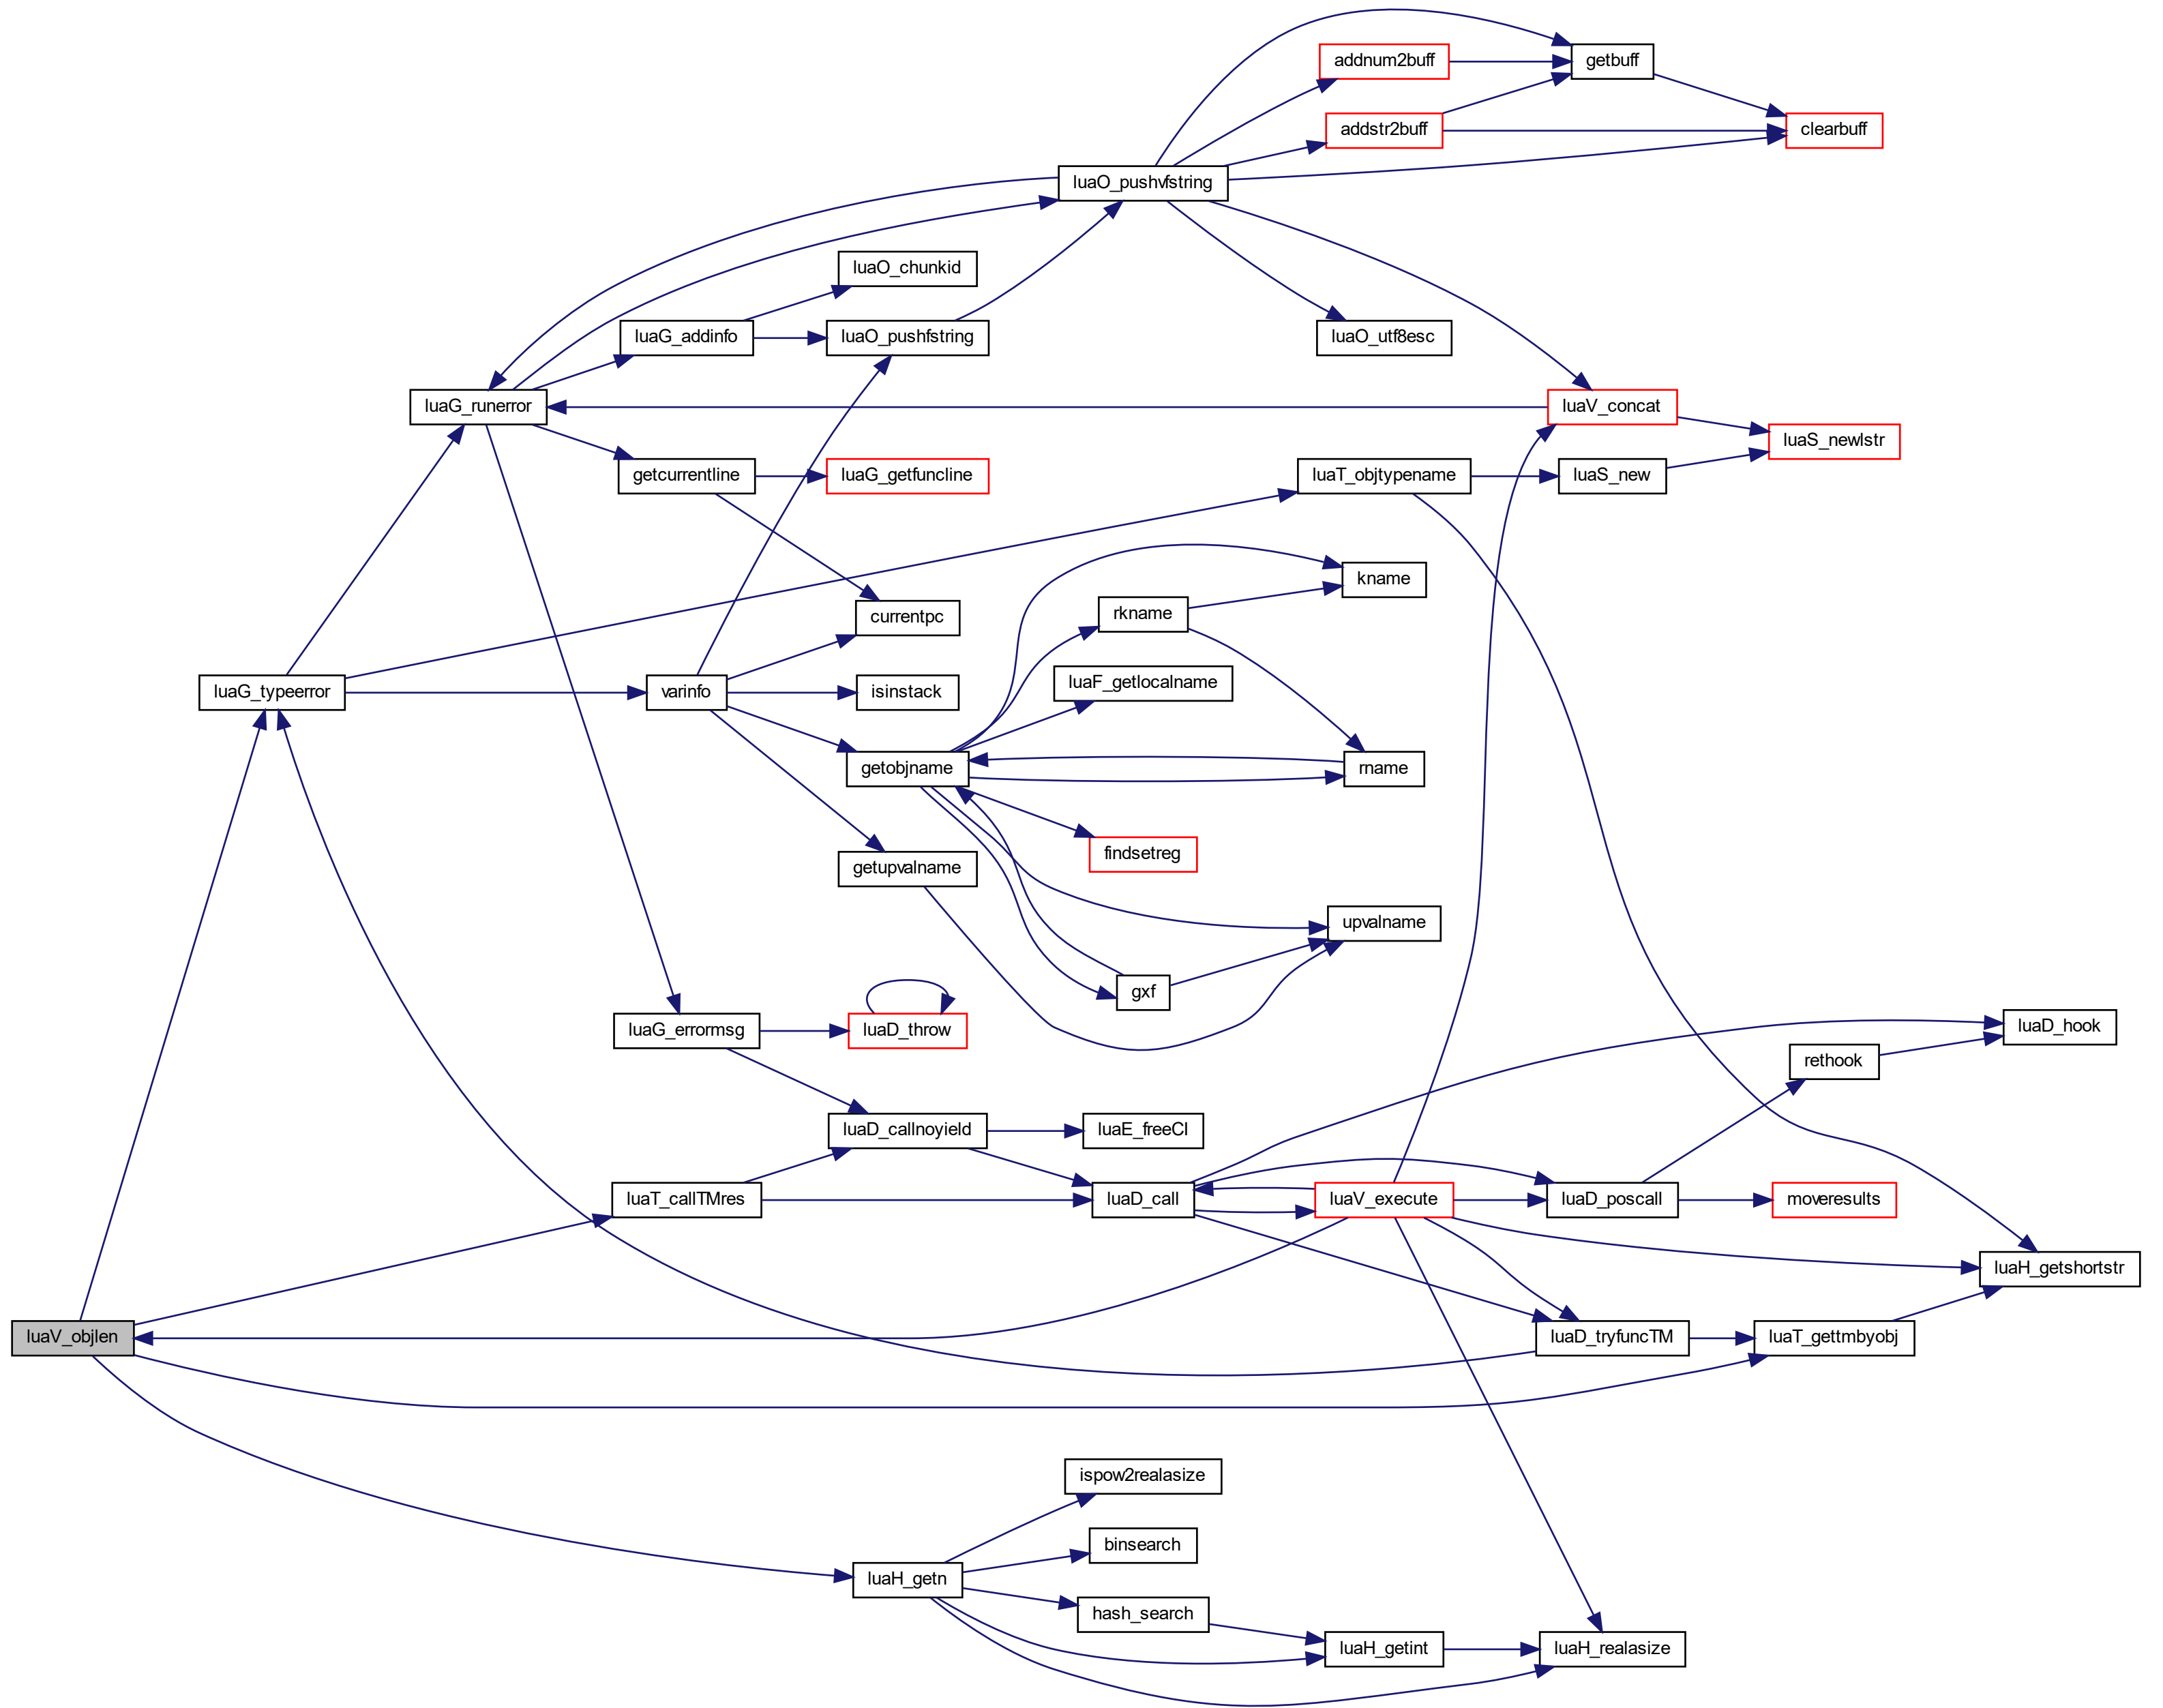 addnum2buff
getbuff
addstr2buff
clearbuff
luaO_pushvfstring
luaO_chunkid
luaG_addinfo
luaO_pushfstring
luaO_utf8esc
luaG_runerror
luaV_concat
luaS_newlstr
getcurrentline
luaG_getfuncline
luaT_objtypename
luaS_new
kname
currentpc
rkname
luaG_typeerror
varinfo
isinstack
luaF_getlocalname
getobjname
rname
findsetreg
getupvalname
upvalname
gxf
luaG_errormsg
luaD_throw
luaD_hook
rethook
luaD_callnoyield
luaE_freeCI
luaT_callTMres
luaD_call
luaV_execute
luaD_poscall
moveresults
luaH_getshortstr
luaV_objlen
luaD_tryfuncTM
luaT_gettmbyobj
ispow2realasize
binsearch
luaH_getn
hash_search
luaH_getint
luaH_realasize